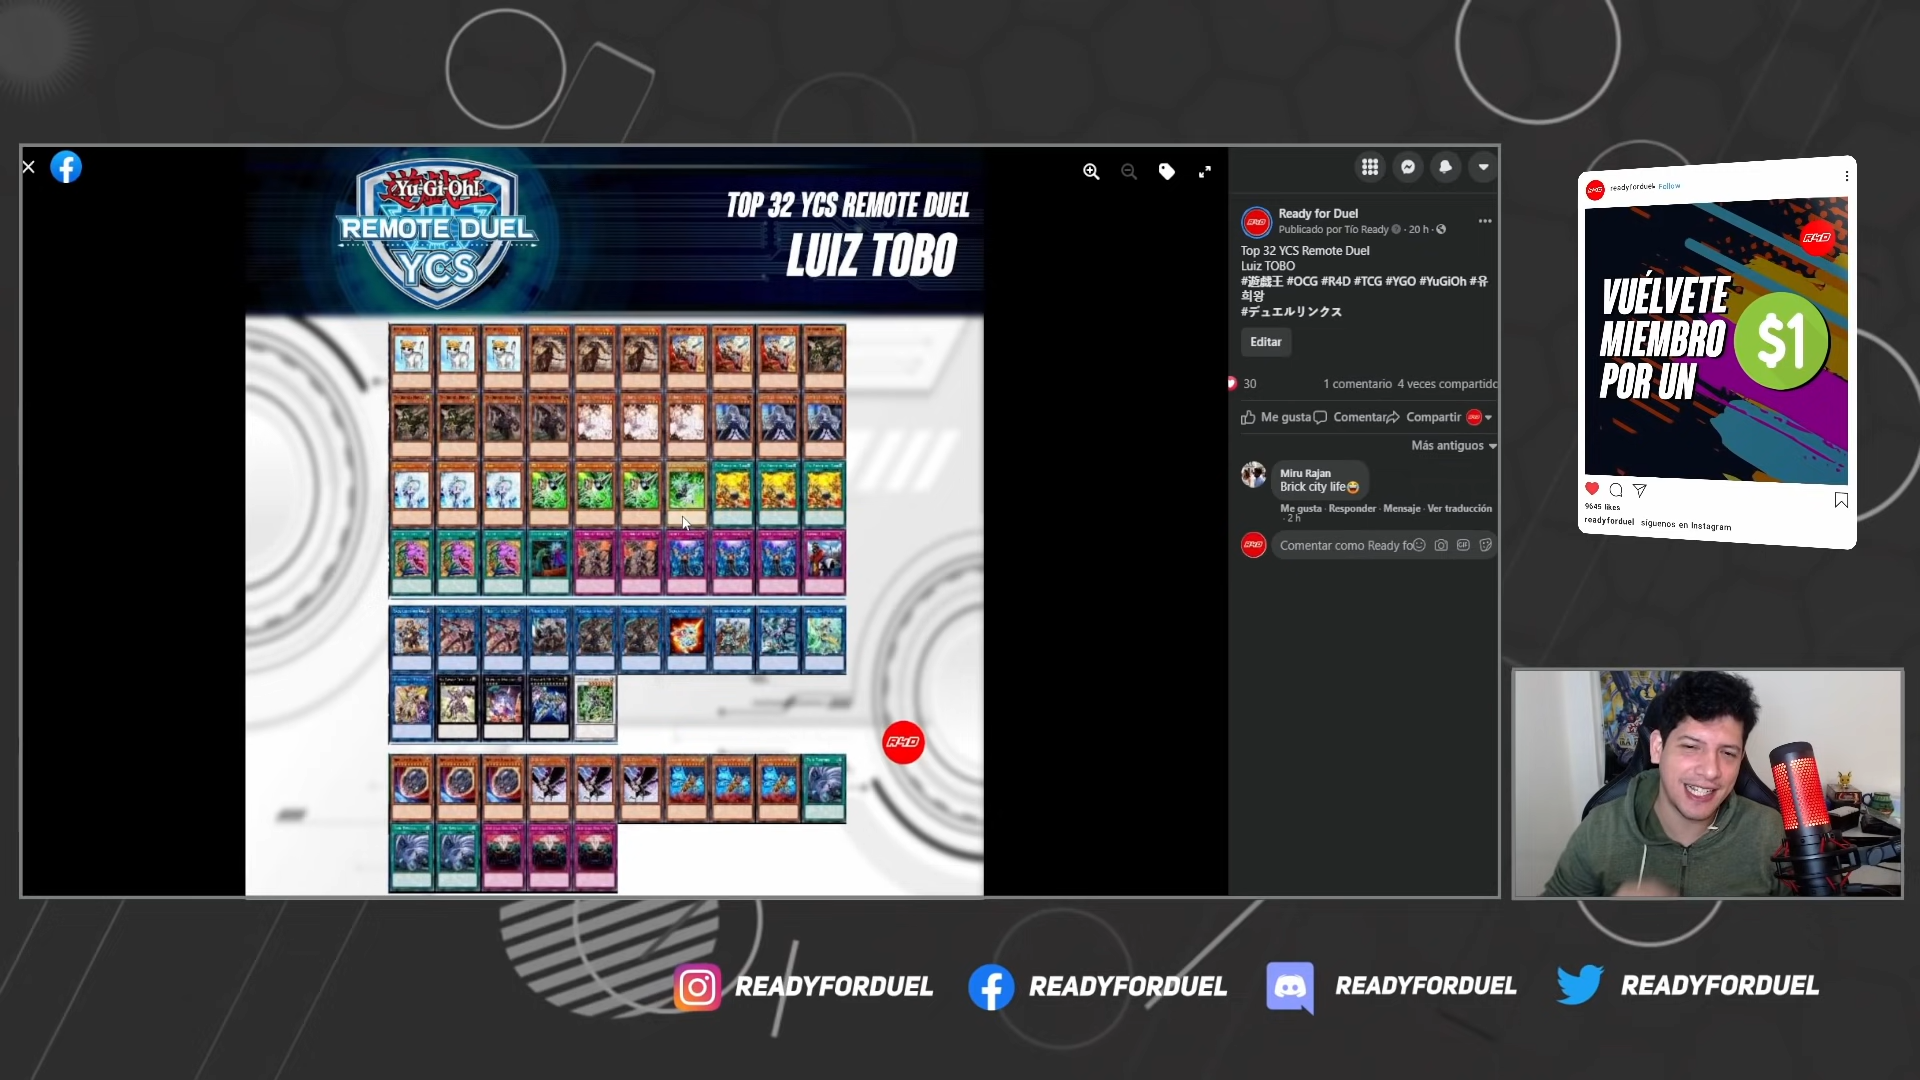 Yu-Gi-Oh!
REMOTE DUEL
YCS
TOP 32 YCS REMOTE DUEL
LUIZ TOBO
R4D
Ready for Duel
Publicado por Tío Ready · 20 h ·
Top 32 YCS Remote Duel
Luiz TOBO
#遊戯王 #OCG #R4D #TCG #YGO #YuGiOh #유
희왕
#デュエルリンクス
Editar
30
1 comentario 4 veces compartido
Me gusta Comentar Compartir
Más antiguos
Miru Rajan
Brick city life😂
Me gusta · Responder · Mensaje · Ver traducción
· 2 h
Comentar como Ready fo
readyforduel Follow
R4D
VUÉLVETE
MIEMBRO
POR UN
$1
9645 likes
readyforduel síguenos en Instagram
READYFORDUEL
READYFORDUEL
READYFORDUEL
READYFORDUEL